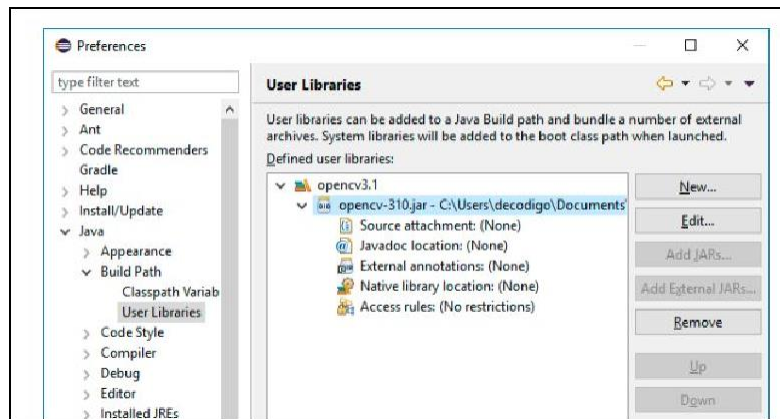 Preferences
type filter text
General
Ant
Code Recommenders
Gradle
Help
Install/Update
Java
Appearance
Build Path
Classpath Variab
User Libraries
Code Style
Compiler
Debug
Editor
Installed JREs
User Libraries
User libraries can be added to a Java Build path and bundle a number of external
archives. System libraries will be added to the boot class path when launched.
Defined user libraries:
opencv3.1
opencv-310.jar - C:\Users\decodigo\Documents
Source attachment: (None)
Javadoc location: (None)
External annotations: (None)
Native library location: (None)
Access rules: (No restrictions)
New...
Edit...
Add JARs...
Add External JARs...
Remove
Up
Down